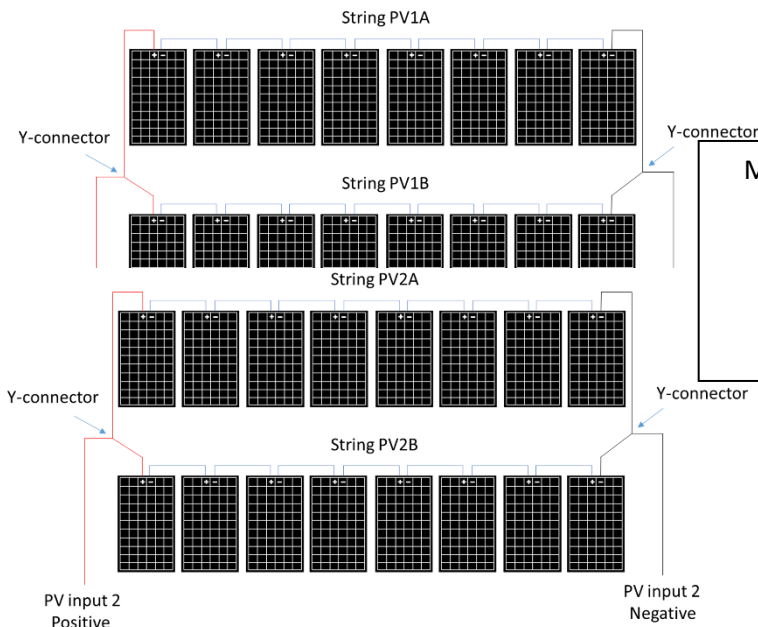 String PV1A
+ - + - + - + - + - + - + - + -
Y-connector
Y-connector
M
String PV1B
+ - + - + - + - + - + - + - + -
String PV2A
+ - + - + - + - + - + - + - + -
Y-connector
Y-connector
String PV2B
+ - + - + - + - + - + - + - + -
PV input 2
Positive
PV input 2
Negative